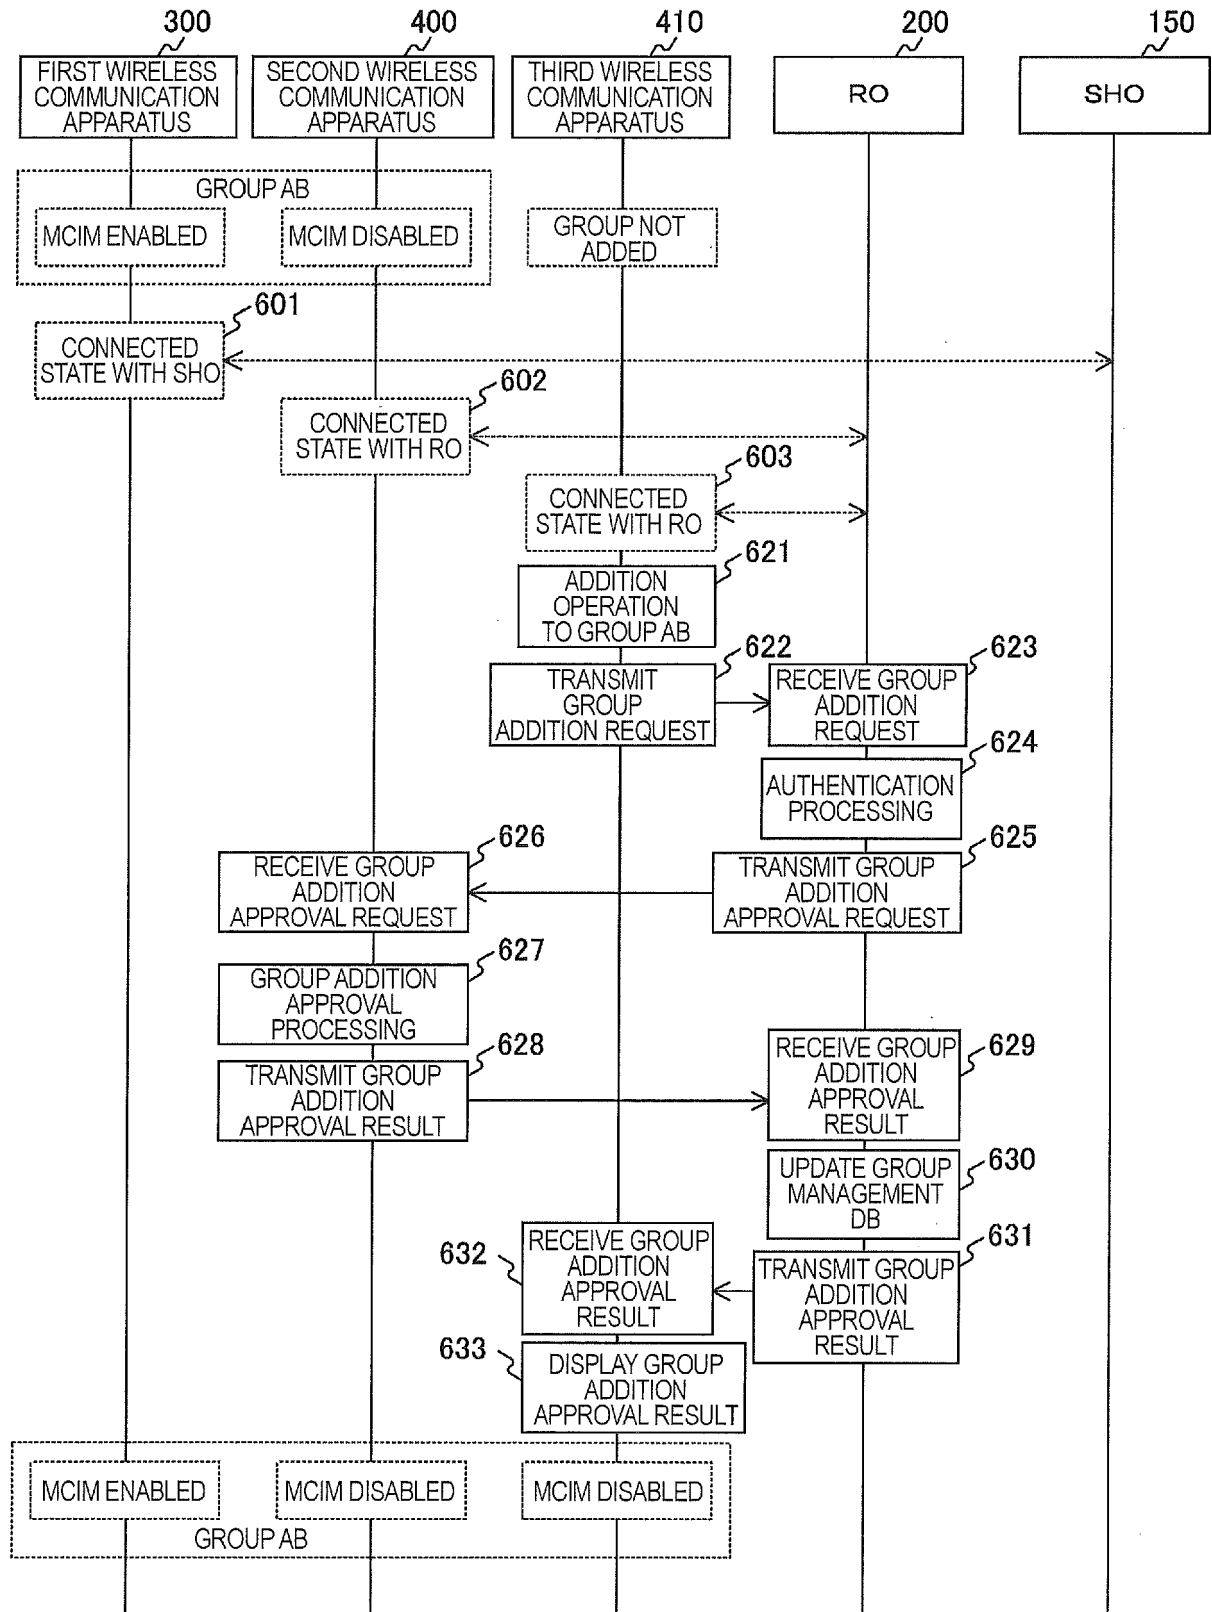 300
400
410
200
150
FIRST WIRELESS
COMMUNICATION
APPARATUS
SECOND WIRELESS
COMMUNICATION
APPARATUS
THIRD WIRELESS
COMMUNICATION
APPARATUS
RO
SHO
GROUP AB
MCIM ENABLED
MCIM DISABLED
GROUP NOT
ADDED
601
CONNECTED
STATE WITH SHO
602
CONNECTED
STATE WITH RO
603
CONNECTED
STATE WITH RO
621
ADDITION
OPERATION
TO GROUP AB
622
TRANSMIT
GROUP
ADDITION REQUEST
623
RECEIVE GROUP
ADDITION
REQUEST
624
AUTHENTICATION
PROCESSING
625
TRANSMIT GROUP
ADDITION
APPROVAL REQUEST
626
RECEIVE GROUP
ADDITION
APPROVAL REQUEST
627
GROUP ADDITION
APPROVAL
PROCESSING
628
TRANSMIT GROUP
ADDITION
APPROVAL RESULT
629
RECEIVE GROUP
ADDITION
APPROVAL
RESULT
630
UPDATE GROUP
MANAGEMENT
DB
631
TRANSMIT GROUP
ADDITION
APPROVAL
RESULT
632
RECEIVE GROUP
ADDITION
APPROVAL
RESULT
633
DISPLAY GROUP
ADDITION
APPROVAL RESULT
MCIM ENABLED
MCIM DISABLED
MCIM DISABLED
GROUP AB